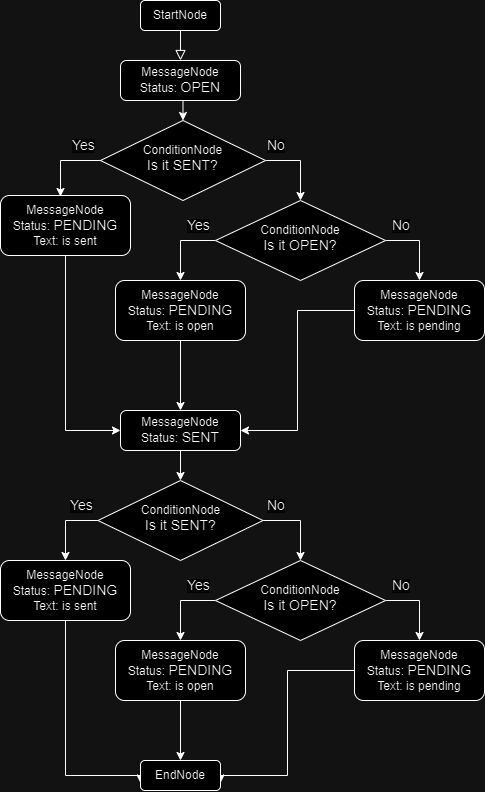 StartNode
MessageNode
Status: OPEN
ConditionNode
Is it SENT?
Yes
No
MessageNode
Status: PENDING
Text: is sent
ConditionNode
Is it OPEN?
Yes
No
MessageNode
Status: PENDING
Text: is open
MessageNode
Status: PENDING
Text: is pending
MessageNode
Status: SENT
ConditionNode
Is it SENT?
Yes
No
MessageNode
Status: PENDING
Text: is sent
ConditionNode
Is it OPEN?
Yes
No
MessageNode
Status: PENDING
Text: is open
MessageNode
Status: PENDING
Text: is pending
EndNode